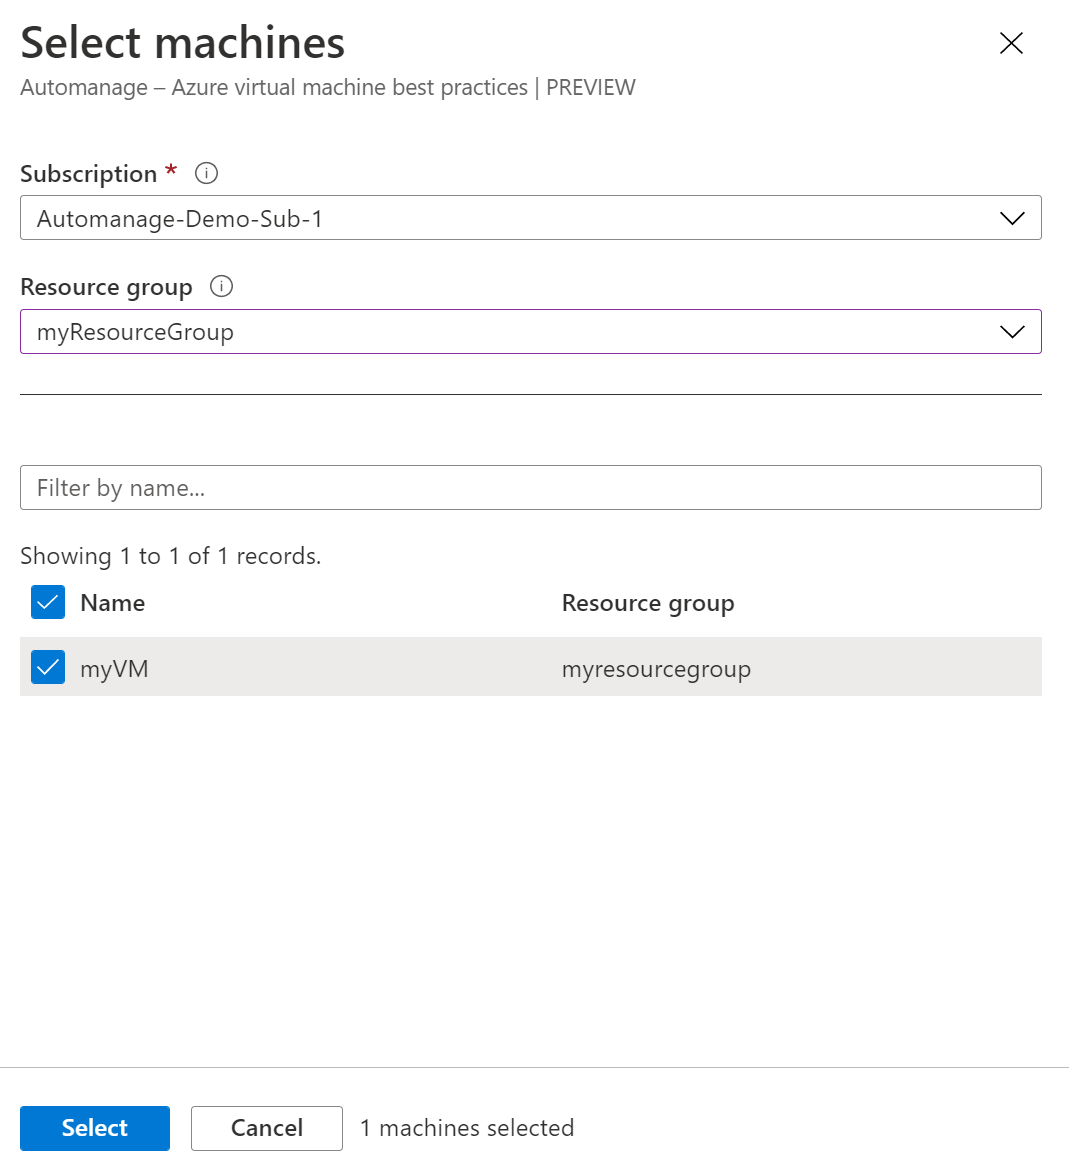 Select machines
Automanage – Azure virtual machine best practices | PREVIEW
Subscription *
Automanage-Demo-Sub-1
Resource group
myResourceGroup
Filter by name...
Showing 1 to 1 of 1 records.
Name Resource group
myVM myresourcegroup
Select Cancel 1 machines selected